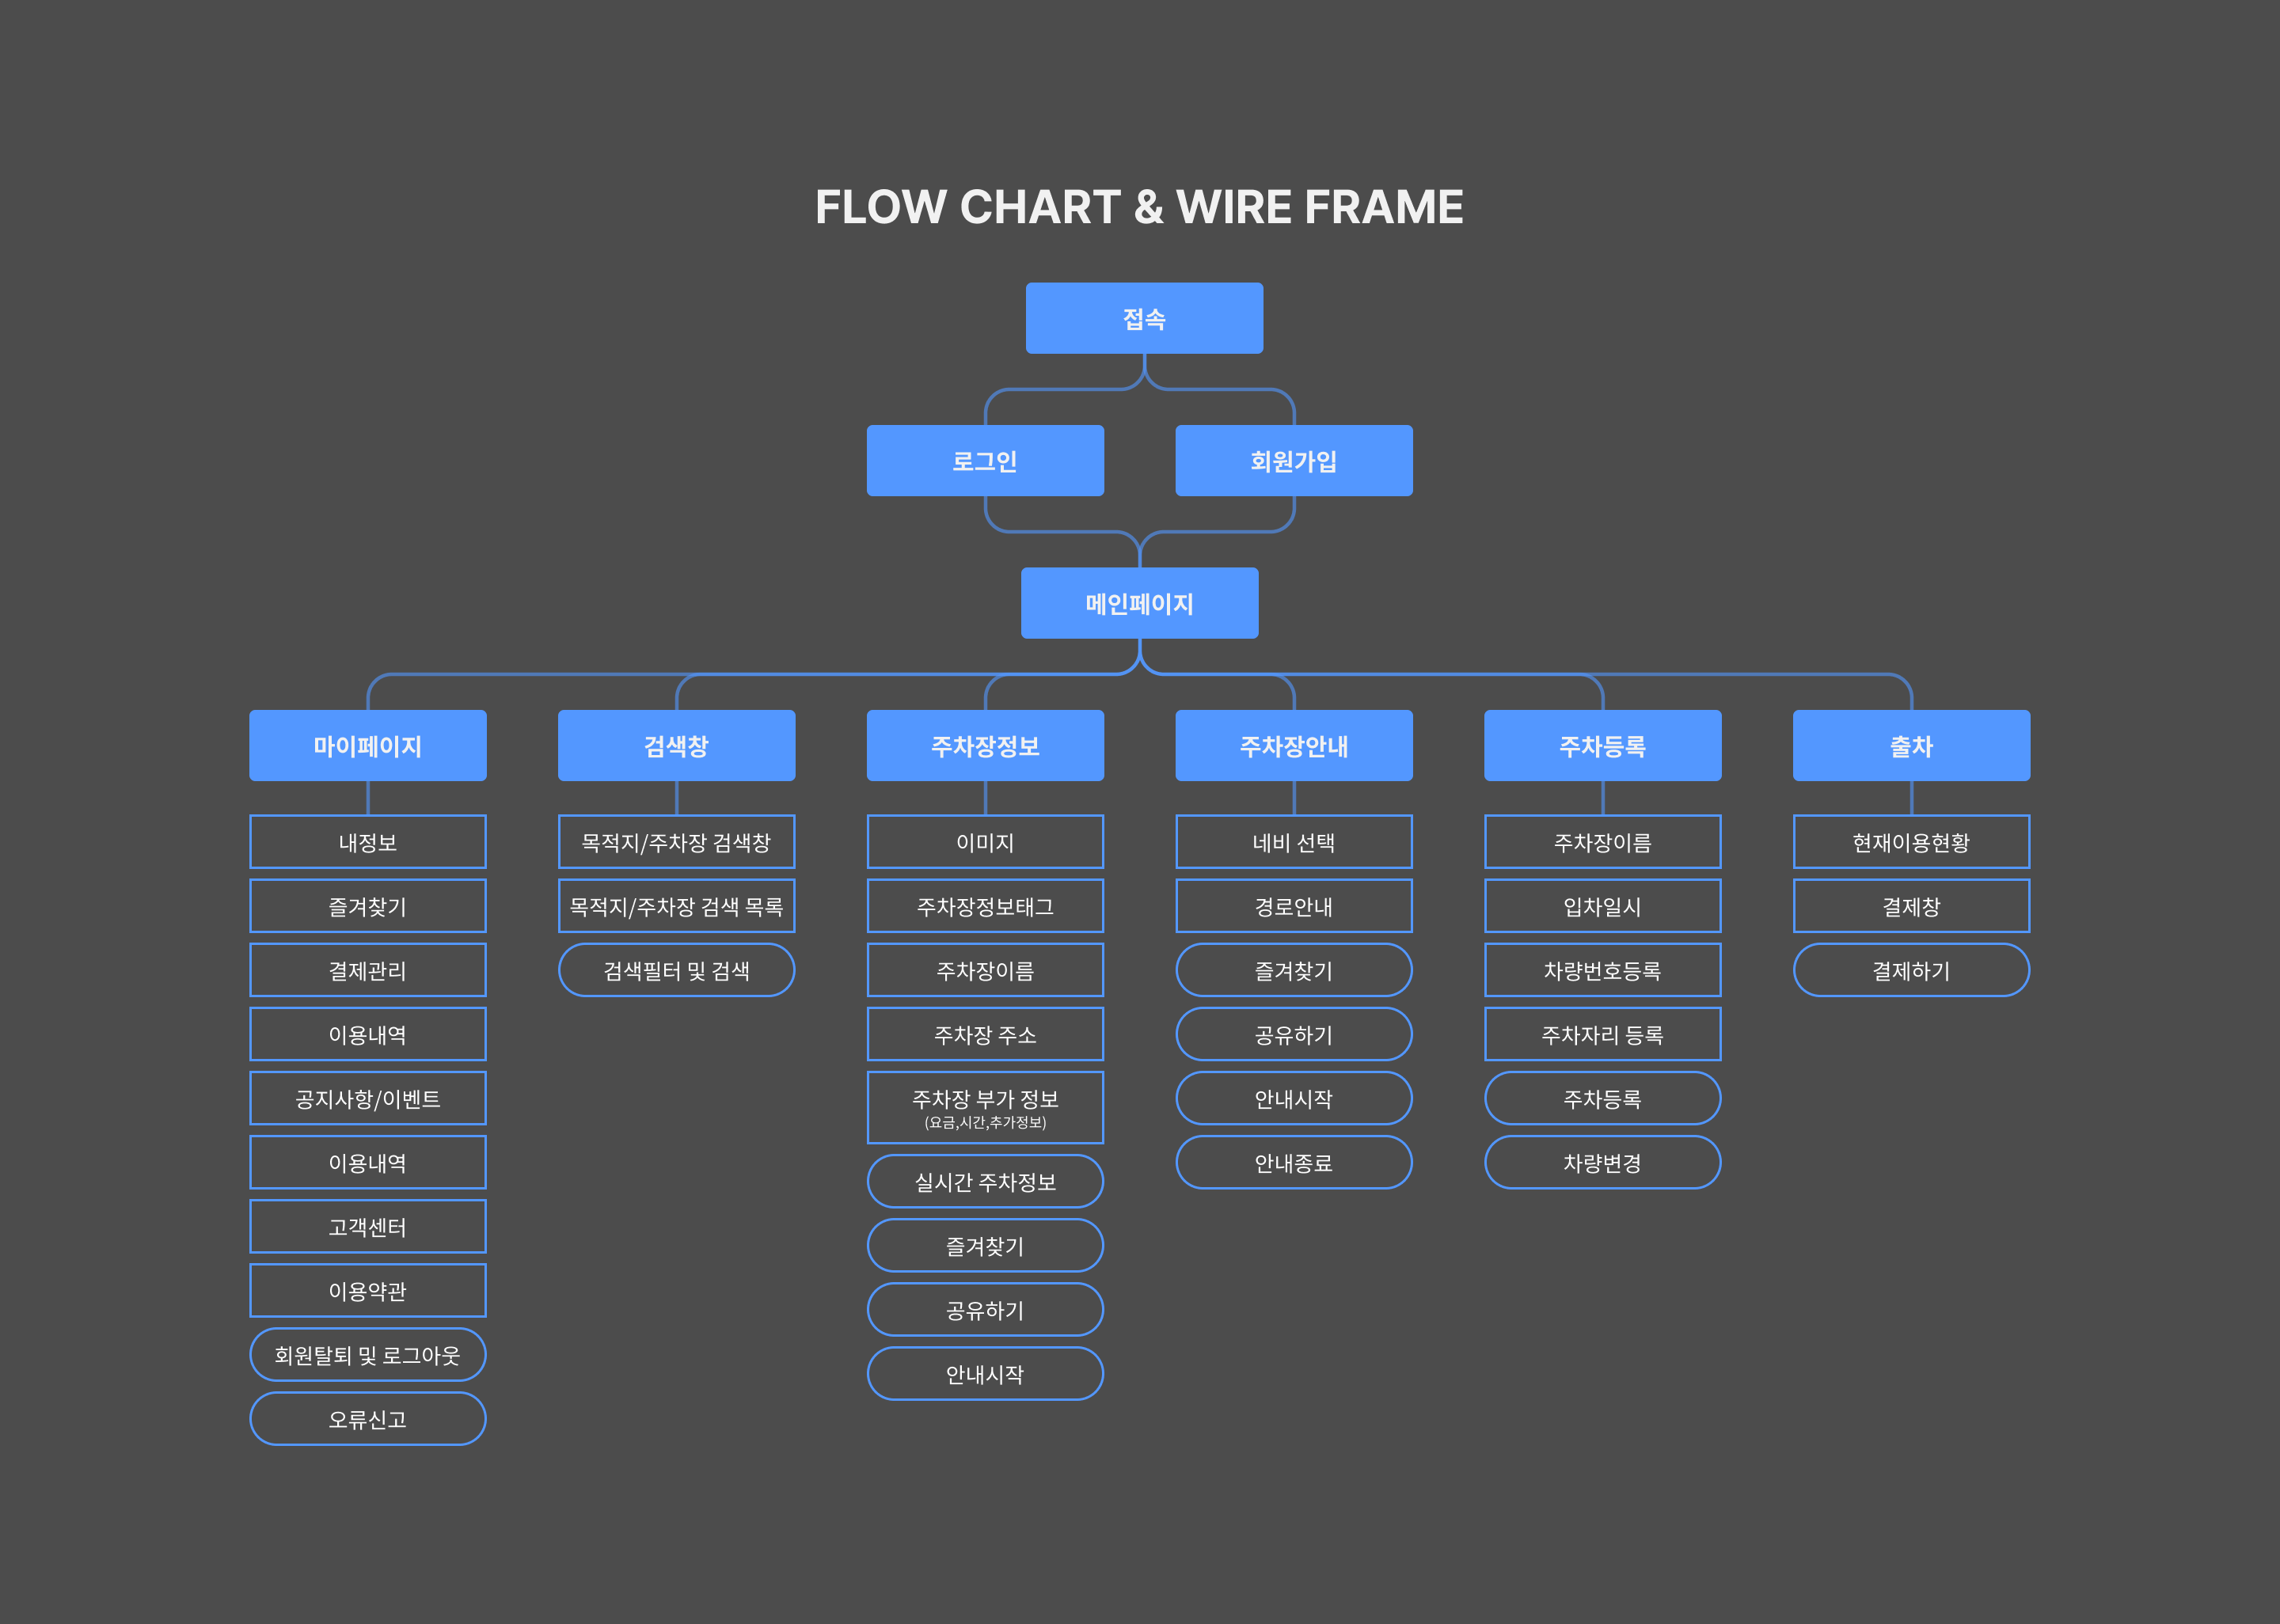 FLOW CHART & WIRE FRAME
접속
로그인
회원가입
메인페이지
마이페이지
검색창
주차장정보
주차장안내
주차등록
출차
내정보
즐겨찾기
결제관리
이용내역
공지사항/이벤트
이용내역
고객센터
이용약관
회원탈퇴 및 로그아웃
오류신고
목적지/주차장 검색창
목적지/주차장 검색 목록
검색필터 및 검색
이미지
주차장정보태그
주차장이름
주차장 주소
주차장 부가 정보
(요금,시간,추가정보)
실시간 주차정보
즐겨찾기
공유하기
안내시작
네비 선택
경로안내
즐겨찾기
공유하기
안내시작
안내종료
주차장이름
입차일시
차량번호등록
주차자리 등록
주차등록
차량변경
현재이용현황
결제창
결제하기